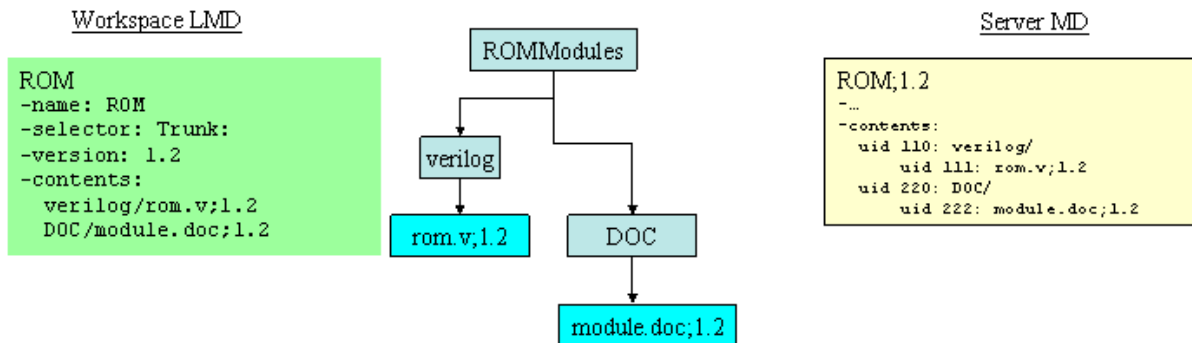 Workspace LMD
ROM
-name: ROM
-selector: Trunk:
-version: 1.2
-contents:
verilog/rom.v;1.2
DOC/module.doc;1.2
ROMModules
verilog
rom.v;1.2
DOC
module.doc;1.2
Server MD
ROM;1.2
-…
-contents:
uid 110: verilog/
uid 111: rom.v;1.2
uid 220: DOC/
uid 222: module.doc;1.2